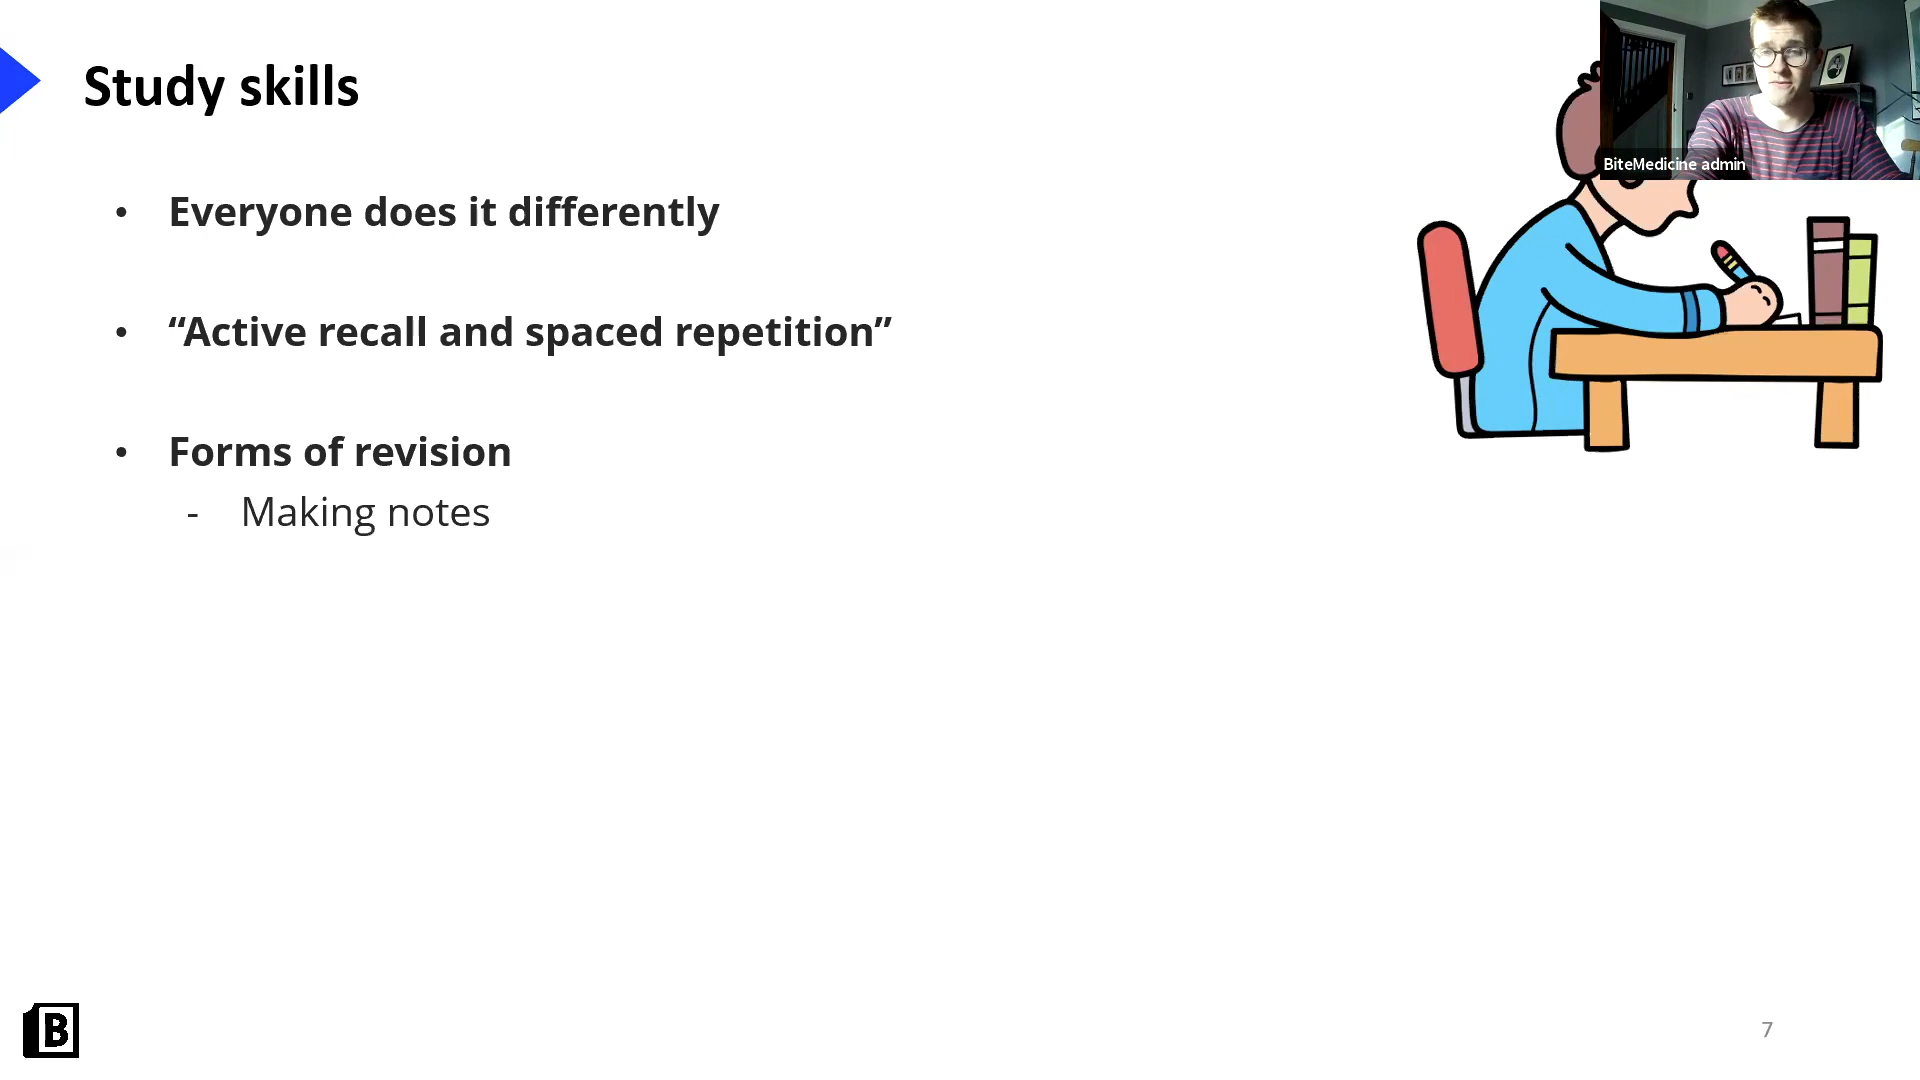 Study skills
BiteMedicine admin
• Everyone does it differently
• “Active recall and spaced repetition”
• Forms of revision
- Making notes
B
7